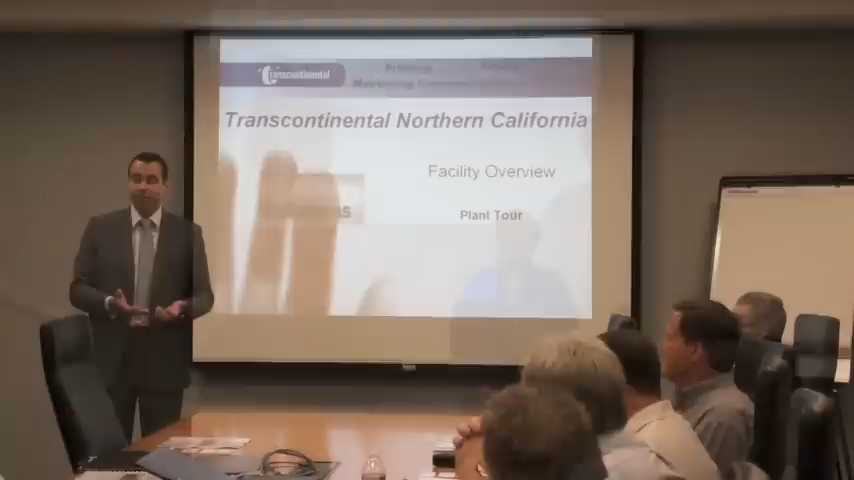 Transcontinental
Transcontinental Northern California
Facility Overview
Plant Tour